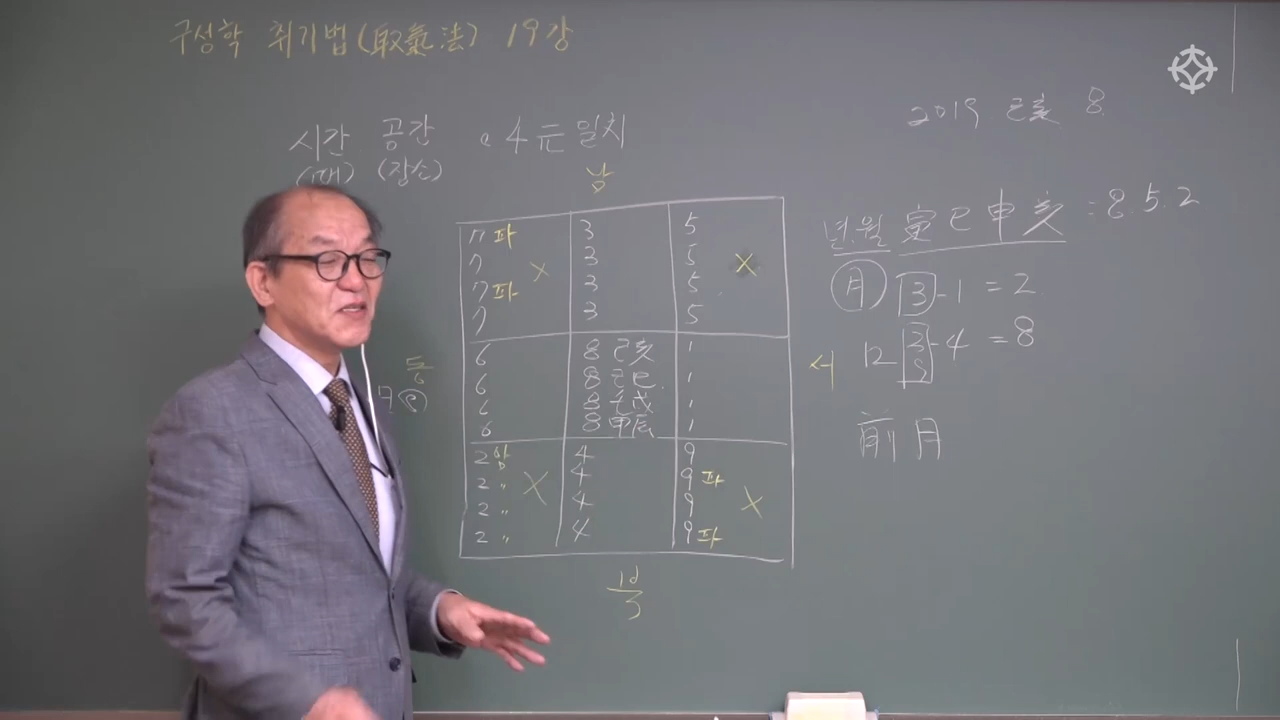 구성학 취기법(取氣法) 19강
2019 己亥 8
시간 공간 4元일치
(때) (장소)
남
년.월 寅巳申亥 : 8.5.2
月 3-1 = 2
12 -4 = 8
前月
동
서
북
7 파 3 5
7 3 5
7 파 3 5
7 3 5
X X
6 8 己亥 1
6 8 己巳 1
6 8 壬戌 1
6 8 甲辰 1
2 암 4 9
2 〃 4 9 파
2 〃 4 9
2 〃 4 9 파
X X